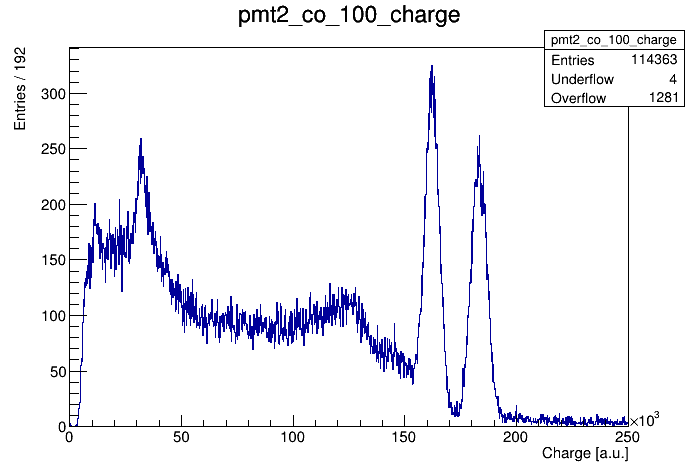 pmt2_co_100_charge
pmt2_co_100_charge
Entries 114363
Underflow 4
Overflow 1281
Entries / 192
300
250
200
150
100
50
0
0 50 100 150 200 250
×10³
Charge [a.u.]